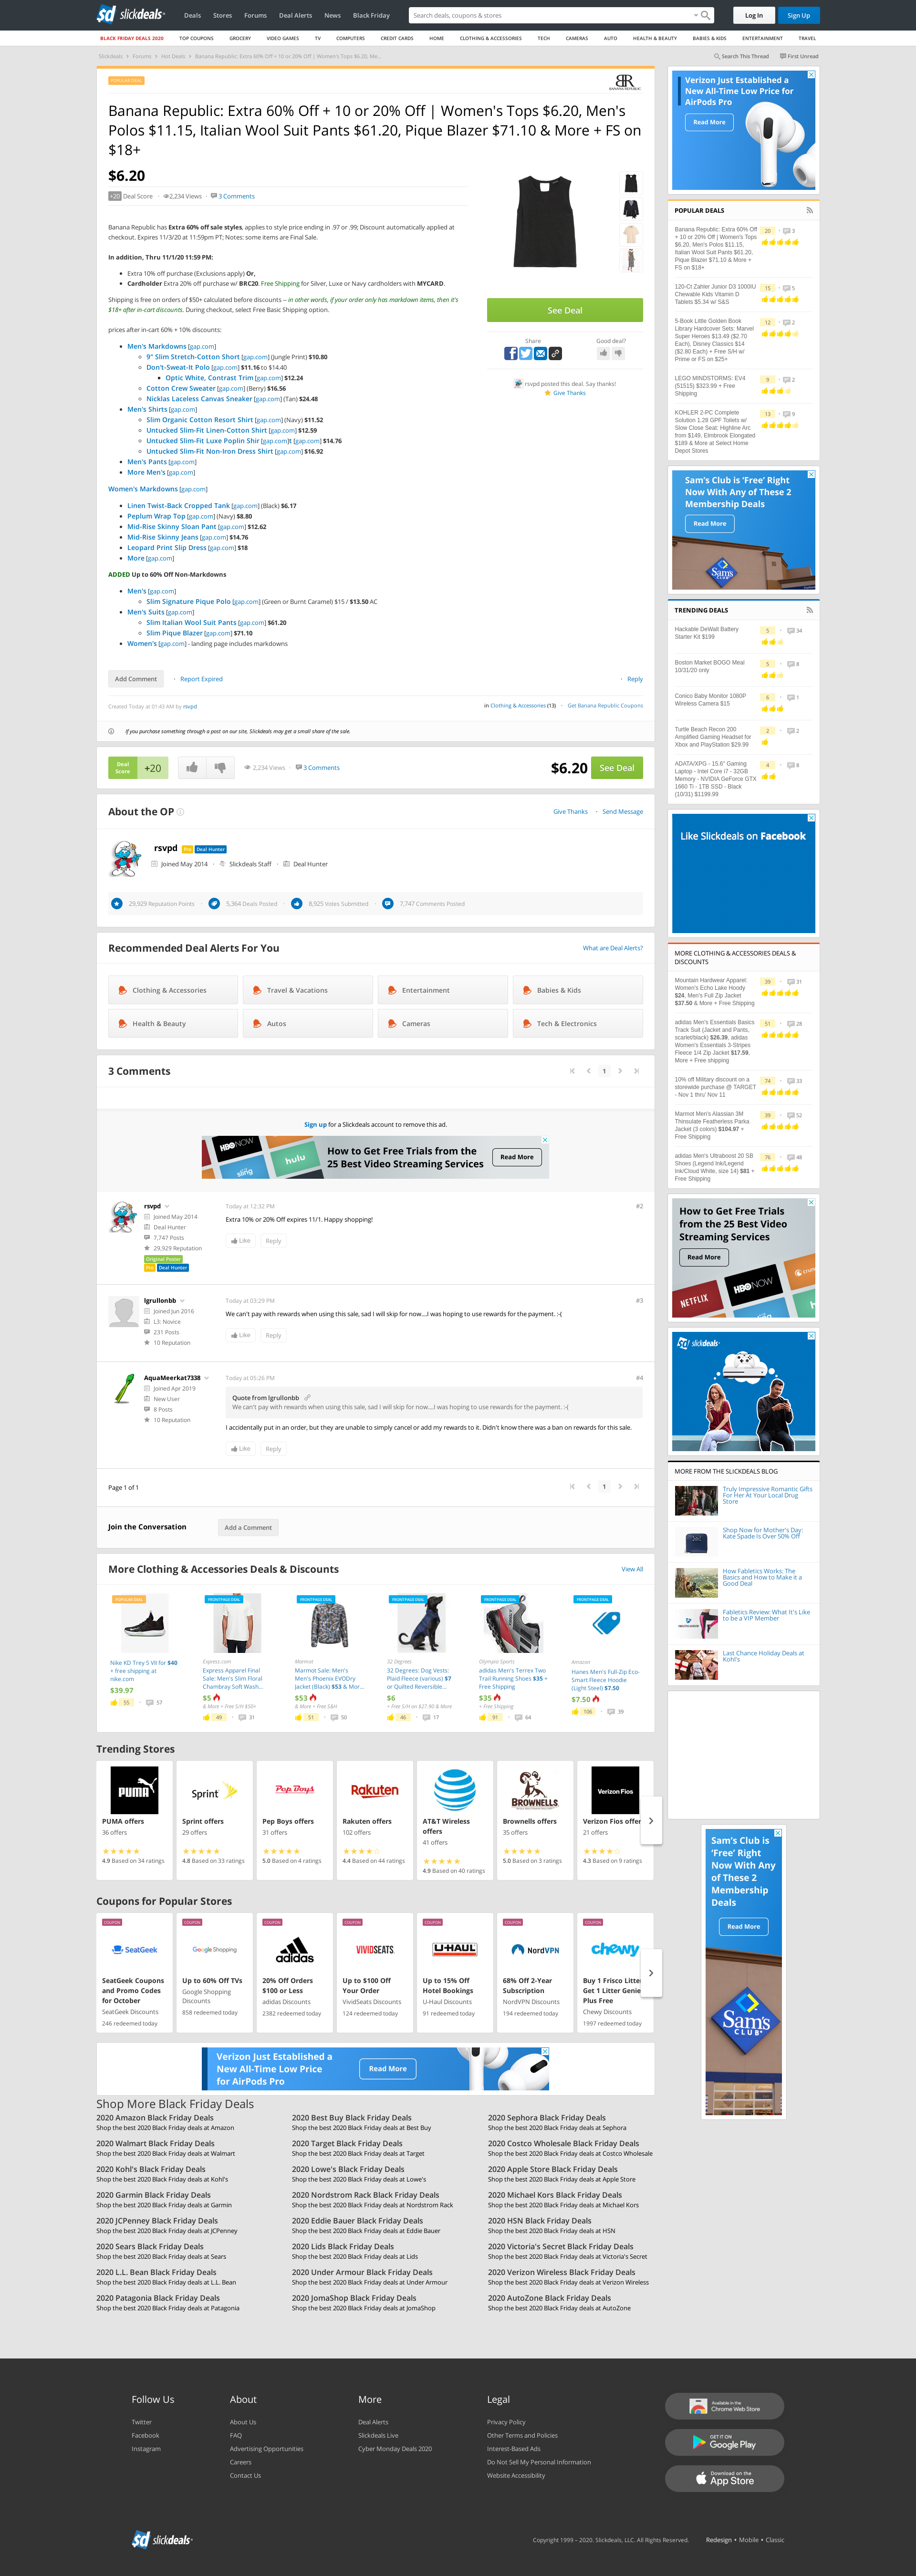 slickdeals
Deals Stores Forums Deal Alerts News Black Friday
Search deals, coupons & stores
Log In
Sign Up
BLACK FRIDAY DEALS 2020 TOP COUPONS GROCERY VIDEO GAMES TV COMPUTERS CREDIT CARDS HOME CLOTHING & ACCESSORIES TECH CAMERAS AUTO HEALTH & BEAUTY BABIES & KIDS ENTERTAINMENT TRAVEL
Slickdeals › Forums › Hot Deals › Banana Republic: Extra 60% Off + 10 or 20% Off | Women's Tops $6.20, Me...
Search This Thread First Unread
POPULAR DEAL
BANANA REPUBLIC
Banana Republic: Extra 60% Off + 10 or 20% Off | Women's Tops $6.20, Men's
Polos $11.15, Italian Wool Suit Pants $61.20, Pique Blazer $71.10 & More + FS on
$18+
$6.20
+20 Deal Score 2,234 Views 3 Comments
Banana Republic has Extra 60% off sale styles, applies to style price ending in .97 or .99; Discount automatically applied at
checkout. Expires 11/3/20 at 11:59pm PT; Notes: some items are Final Sale.
In addition, Thru 11/1/20 11:59 PM:
Extra 10% off purchase (Exclusions apply) Or,
Cardholder Extra 20% off purchase w/ BRC20. Free Shipping for Silver, Luxe or Navy cardholders with MYCARD.
Shipping is free on orders of $50+ calculated before discounts -- in other words, if your order only has markdown items, then it's
$18+ after in-cart discounts. During checkout, select Free Basic Shipping option.
prices after in-cart 60% + 10% discounts:
Men's Markdowns [gap.com]
9" Slim Stretch-Cotton Short [gap.com] (Jungle Print) $10.80
Don't-Sweat-It Polo [gap.com] $11.16 to $14.40
Optic White, Contrast Trim [gap.com] $12.24
Cotton Crew Sweater [gap.com] (Berry) $16.56
Nicklas Laceless Canvas Sneaker [gap.com] (Tan) $24.48
Men's Shirts [gap.com]
Slim Organic Cotton Resort Shirt [gap.com] (Navy) $11.52
Untucked Slim-Fit Linen-Cotton Shirt [gap.com] $12.59
Untucked Slim-Fit Luxe Poplin Shir [gap.com]t [gap.com] $14.76
Untucked Slim-Fit Non-Iron Dress Shirt [gap.com] $16.92
Men's Pants [gap.com]
More Men's [gap.com]
Women's Markdowns [gap.com]
Linen Twist-Back Cropped Tank [gap.com] (Black) $6.17
Peplum Wrap Top [gap.com] (Navy) $8.80
Mid-Rise Skinny Sloan Pant [gap.com] $12.62
Mid-Rise Skinny Jeans [gap.com] $14.76
Leopard Print Slip Dress [gap.com] $18
More [gap.com]
ADDED Up to 60% Off Non-Markdowns
Men's [gap.com]
Slim Signature Pique Polo [gap.com] (Green or Burnt Caramel) $15 / $13.50 AC
Men's Suits [gap.com]
Slim Italian Wool Suit Pants [gap.com] $61.20
Slim Pique Blazer [gap.com] $71.10
Women's [gap.com] - landing page includes markdowns
See Deal
Share
Good deal?
rsvpd posted this deal. Say thanks!
Give Thanks
Add Comment Report Expired Reply
Created Today at 01:43 AM by rsvpd
in Clothing & Accessories (13) Get Banana Republic Coupons
If you purchase something through a post on our site, Slickdeals may get a small share of the sale.
Deal Score +20
2,234 Views 3 Comments
$6.20 See Deal
About the OP
Give Thanks Send Message
rsvpd Pro Deal Hunter
Joined May 2014 Slickdeals Staff Deal Hunter
29,929 Reputation Points 5,364 Deals Posted 8,925 Votes Submitted 7,747 Comments Posted
Recommended Deal Alerts For You
What are Deal Alerts?
Clothing & Accessories Travel & Vacations Entertainment Babies & Kids
Health & Beauty Autos Cameras Tech & Electronics
3 Comments
1
Sign up for a Slickdeals account to remove this ad.
HBO NOW
sling
hulu
How to Get Free Trials from the
25 Best Video Streaming Services
Read More
rsvpd
Joined May 2014
Deal Hunter
7,747 Posts
29,929 Reputation
Original Poster
Pro Deal Hunter
Today at 12:32 PM
#2
Extra 10% or 20% Off expires 11/1. Happy shopping!
Like Reply
lgrullonbb
Joined Jun 2016
L3: Novice
231 Posts
10 Reputation
Today at 03:29 PM
#3
We can't pay with rewards when using this sale, sad I will skip for now....I was hoping to use rewards for the payment. :-(
Like Reply
AquaMeerkat7338
Joined Apr 2019
New User
8 Posts
10 Reputation
Today at 05:26 PM
#4
Quote from lgrullonbb
We can't pay with rewards when using this sale, sad I will skip for now....I was hoping to use rewards for the payment. :-(
I accidentally put in an order, but they are unable to simply cancel or add my rewards to it. Didn't know there was a ban on rewards for this sale.
Like Reply
Page 1 of 1
1
Join the Conversation
Add a Comment
More Clothing & Accessories Deals & Discounts
View All
POPULAR DEAL
Nike KD Trey 5 VII for $40
+ free shipping at
nike.com
$39.97
55 57
FRONTPAGE DEAL
Express.com
Express Apparel Final
Sale: Men's Slim Floral
Chambray Soft Wash...
$5
& More + Free S/H $50+
49 31
FRONTPAGE DEAL
Marmot
Marmot Sale: Men's
Men's Phoenix EVODry
Jacket (Black) $53 & Mor...
$53
& More + Free S&H
51 50
FRONTPAGE DEAL
32 Degrees
32 Degrees: Dog Vests:
Plaid Fleece (various) $7
or Quilted Reversible...
$6
+ Free S/H on $27.90 & More
46 17
FRONTPAGE DEAL
Olympia Sports
adidas Men's Terrex Two
Trail Running Shoes $35 +
Free Shipping
$35
+ Free Shipping
91 64
FRONTPAGE DEAL
Amazon
Hanes Men's Full-Zip Eco-
Smart Fleece Hoodie
(Light Steel) $7.50
$7.50
106 39
Trending Stores
PUMA
PUMA offers
36 offers
4.9 Based on 34 ratings
Sprint
Sprint offers
29 offers
4.8 Based on 33 ratings
Pep Boys
Pep Boys offers
31 offers
5.0 Based on 4 ratings
Rakuten
Rakuten offers
102 offers
4.4 Based on 44 ratings
AT&T Wireless
offers
41 offers
4.9 Based on 40 ratings
BROWNELLS
Brownells offers
35 offers
5.0 Based on 3 ratings
Verizon Fios
Verizon Fios offers
21 offers
4.3 Based on 9 ratings
Coupons for Popular Stores
COUPON
SeatGeek
SeatGeek Coupons
and Promo Codes
for October
SeatGeek Discounts
246 redeemed today
COUPON
Google Shopping
Up to 60% Off TVs
Google Shopping
Discounts
858 redeemed today
COUPON
adidas
20% Off Orders
$100 or Less
adidas Discounts
2382 redeemed today
COUPON
VIVIDSEATS
Up to $100 Off
Your Order
VividSeats Discounts
124 redeemed today
COUPON
U-HAUL
Up to 15% Off
Hotel Bookings
U-Haul Discounts
91 redeemed today
COUPON
NordVPN
68% Off 2-Year
Subscription
NordVPN Discounts
194 redeemed today
COUPON
chewy
Buy 1 Frisco Litter,
Get 1 Litter Genie
Plus Free
Chewy Discounts
1997 redeemed today
Verizon Just Established a
New All-Time Low Price
for AirPods Pro
Read More
Shop More Black Friday Deals
2020 Amazon Black Friday Deals
Shop the best 2020 Black Friday deals at Amazon
2020 Best Buy Black Friday Deals
Shop the best 2020 Black Friday deals at Best Buy
2020 Sephora Black Friday Deals
Shop the best 2020 Black Friday deals at Sephora
2020 Walmart Black Friday Deals
Shop the best 2020 Black Friday deals at Walmart
2020 Target Black Friday Deals
Shop the best 2020 Black Friday deals at Target
2020 Costco Wholesale Black Friday Deals
Shop the best 2020 Black Friday deals at Costco Wholesale
2020 Kohl's Black Friday Deals
Shop the best 2020 Black Friday deals at Kohl's
2020 Lowe's Black Friday Deals
Shop the best 2020 Black Friday deals at Lowe's
2020 Apple Store Black Friday Deals
Shop the best 2020 Black Friday deals at Apple Store
2020 Garmin Black Friday Deals
Shop the best 2020 Black Friday deals at Garmin
2020 Nordstrom Rack Black Friday Deals
Shop the best 2020 Black Friday deals at Nordstrom Rack
2020 Michael Kors Black Friday Deals
Shop the best 2020 Black Friday deals at Michael Kors
2020 JCPenney Black Friday Deals
Shop the best 2020 Black Friday deals at JCPenney
2020 Eddie Bauer Black Friday Deals
Shop the best 2020 Black Friday deals at Eddie Bauer
2020 HSN Black Friday Deals
Shop the best 2020 Black Friday deals at HSN
2020 Sears Black Friday Deals
Shop the best 2020 Black Friday deals at Sears
2020 Lids Black Friday Deals
Shop the best 2020 Black Friday deals at Lids
2020 Victoria's Secret Black Friday Deals
Shop the best 2020 Black Friday deals at Victoria's Secret
2020 L.L. Bean Black Friday Deals
Shop the best 2020 Black Friday deals at L.L. Bean
2020 Under Armour Black Friday Deals
Shop the best 2020 Black Friday deals at Under Armour
2020 Verizon Wireless Black Friday Deals
Shop the best 2020 Black Friday deals at Verizon Wireless
2020 Patagonia Black Friday Deals
Shop the best 2020 Black Friday deals at Patagonia
2020 JomaShop Black Friday Deals
Shop the best 2020 Black Friday deals at JomaShop
2020 AutoZone Black Friday Deals
Shop the best 2020 Black Friday deals at AutoZone
Verizon Just Established a
New All-Time Low Price for
AirPods Pro
Read More
POPULAR DEALS
Banana Republic: Extra 60% Off
+ 10 or 20% Off | Women's Tops
$6.20, Men's Polos $11.15,
Italian Wool Suit Pants $61.20,
Pique Blazer $71.10 & More +
FS on $18+
20 3
120-Ct Zahler Junior D3 1000IU
Chewable Kids Vitamin D
Tablets $5.34 w/ S&S
15 5
5-Book Little Golden Book
Library Hardcover Sets: Marvel
Super Heroes $13.49 ($2.70
Each), Disney Classics $14
($2.80 Each) + Free S/H w/
Prime or FS on $25+
12 2
LEGO MINDSTORMS: EV4
(51515) $323.99 + Free
Shipping
9 2
KOHLER 2-PC Complete
Solution 1.28 GPF Toilets w/
Slow Close Seat: Highline Arc
from $149, Elmbrook Elongated
$189 & More at Select Home
Depot Stores
13 9
Sam's Club is 'Free' Right
Now With Any of These 2
Membership Deals
Read More
Sam's CLUB
TRENDING DEALS
Hackable DeWalt Battery
Starter Kit $199
5 34
Boston Market BOGO Meal
10/31/20 only
5 8
Conico Baby Monitor 1080P
Wireless Camera $15
6 1
Turtle Beach Recon 200
Amplified Gaming Headset for
Xbox and PlayStation $29.99
2 2
ADATA/XPG - 15.6" Gaming
Laptop - Intel Core i7 - 32GB
Memory - NVIDIA GeForce GTX
1660 Ti - 1TB SSD - Black
(10/31) $1199.99
4 8
Like Slickdeals on Facebook
MORE CLOTHING & ACCESSORIES DEALS &
DISCOUNTS
Mountain Hardwear Apparel:
Women's Echo Lake Hoody
$24, Men's Full Zip Jacket
$37.50 & More + Free Shipping
39 31
adidas Men's Essentials Basics
Track Suit (Jacket and Pants,
scarlet/black) $26.39, adidas
Women's Essentials 3-Stripes
Fleece 1/4 Zip Jacket $17.59,
More + Free shipping
51 28
10% off Military discount on a
storewide purchase @ TARGET
- Nov 1 thru' Nov 11
74 33
Marmot Men's Alassian 3M
Thinsulate Featherless Parka
Jacket (3 colors) $104.97 +
Free Shipping
39 52
adidas Men's Ultraboost 20 SB
Shoes (Legend Ink/Legend
Ink/Cloud White, size 14) $81 +
Free Shipping
76 48
How to Get Free Trials
from the 25 Best Video
Streaming Services
Read More
NETFLIX
HBO NOW
slickdeals
MORE FROM THE SLICKDEALS BLOG
Truly Impressive Romantic Gifts
For Her At Your Local Drug
Store
Shop Now for Mother's Day:
Kate Spade Is Over 50% Off
How Fabletics Works: The
Basics and How to Make it a
Good Deal
Fabletics Review: What It's Like
to be a VIP Member
Last Chance Holiday Deals at
Kohl's
Sam's Club is
'Free' Right
Now With Any
of These 2
Membership
Deals
Read More
Sam's
CLUB
Follow Us
Twitter
Facebook
Instagram
About
About Us
FAQ
Advertising Opportunities
Careers
Contact Us
More
Deal Alerts
Slickdeals Live
Cyber Monday Deals 2020
Legal
Privacy Policy
Other Terms and Policies
Interest-Based Ads
Do Not Sell My Personal Information
Website Accessibility
Available in the
Chrome Web Store
GET IT ON
Google Play
Download on the
App Store
slickdeals
Copyright 1999 – 2020. Slickdeals, LLC. All Rights Reserved. Redesign • Mobile • Classic